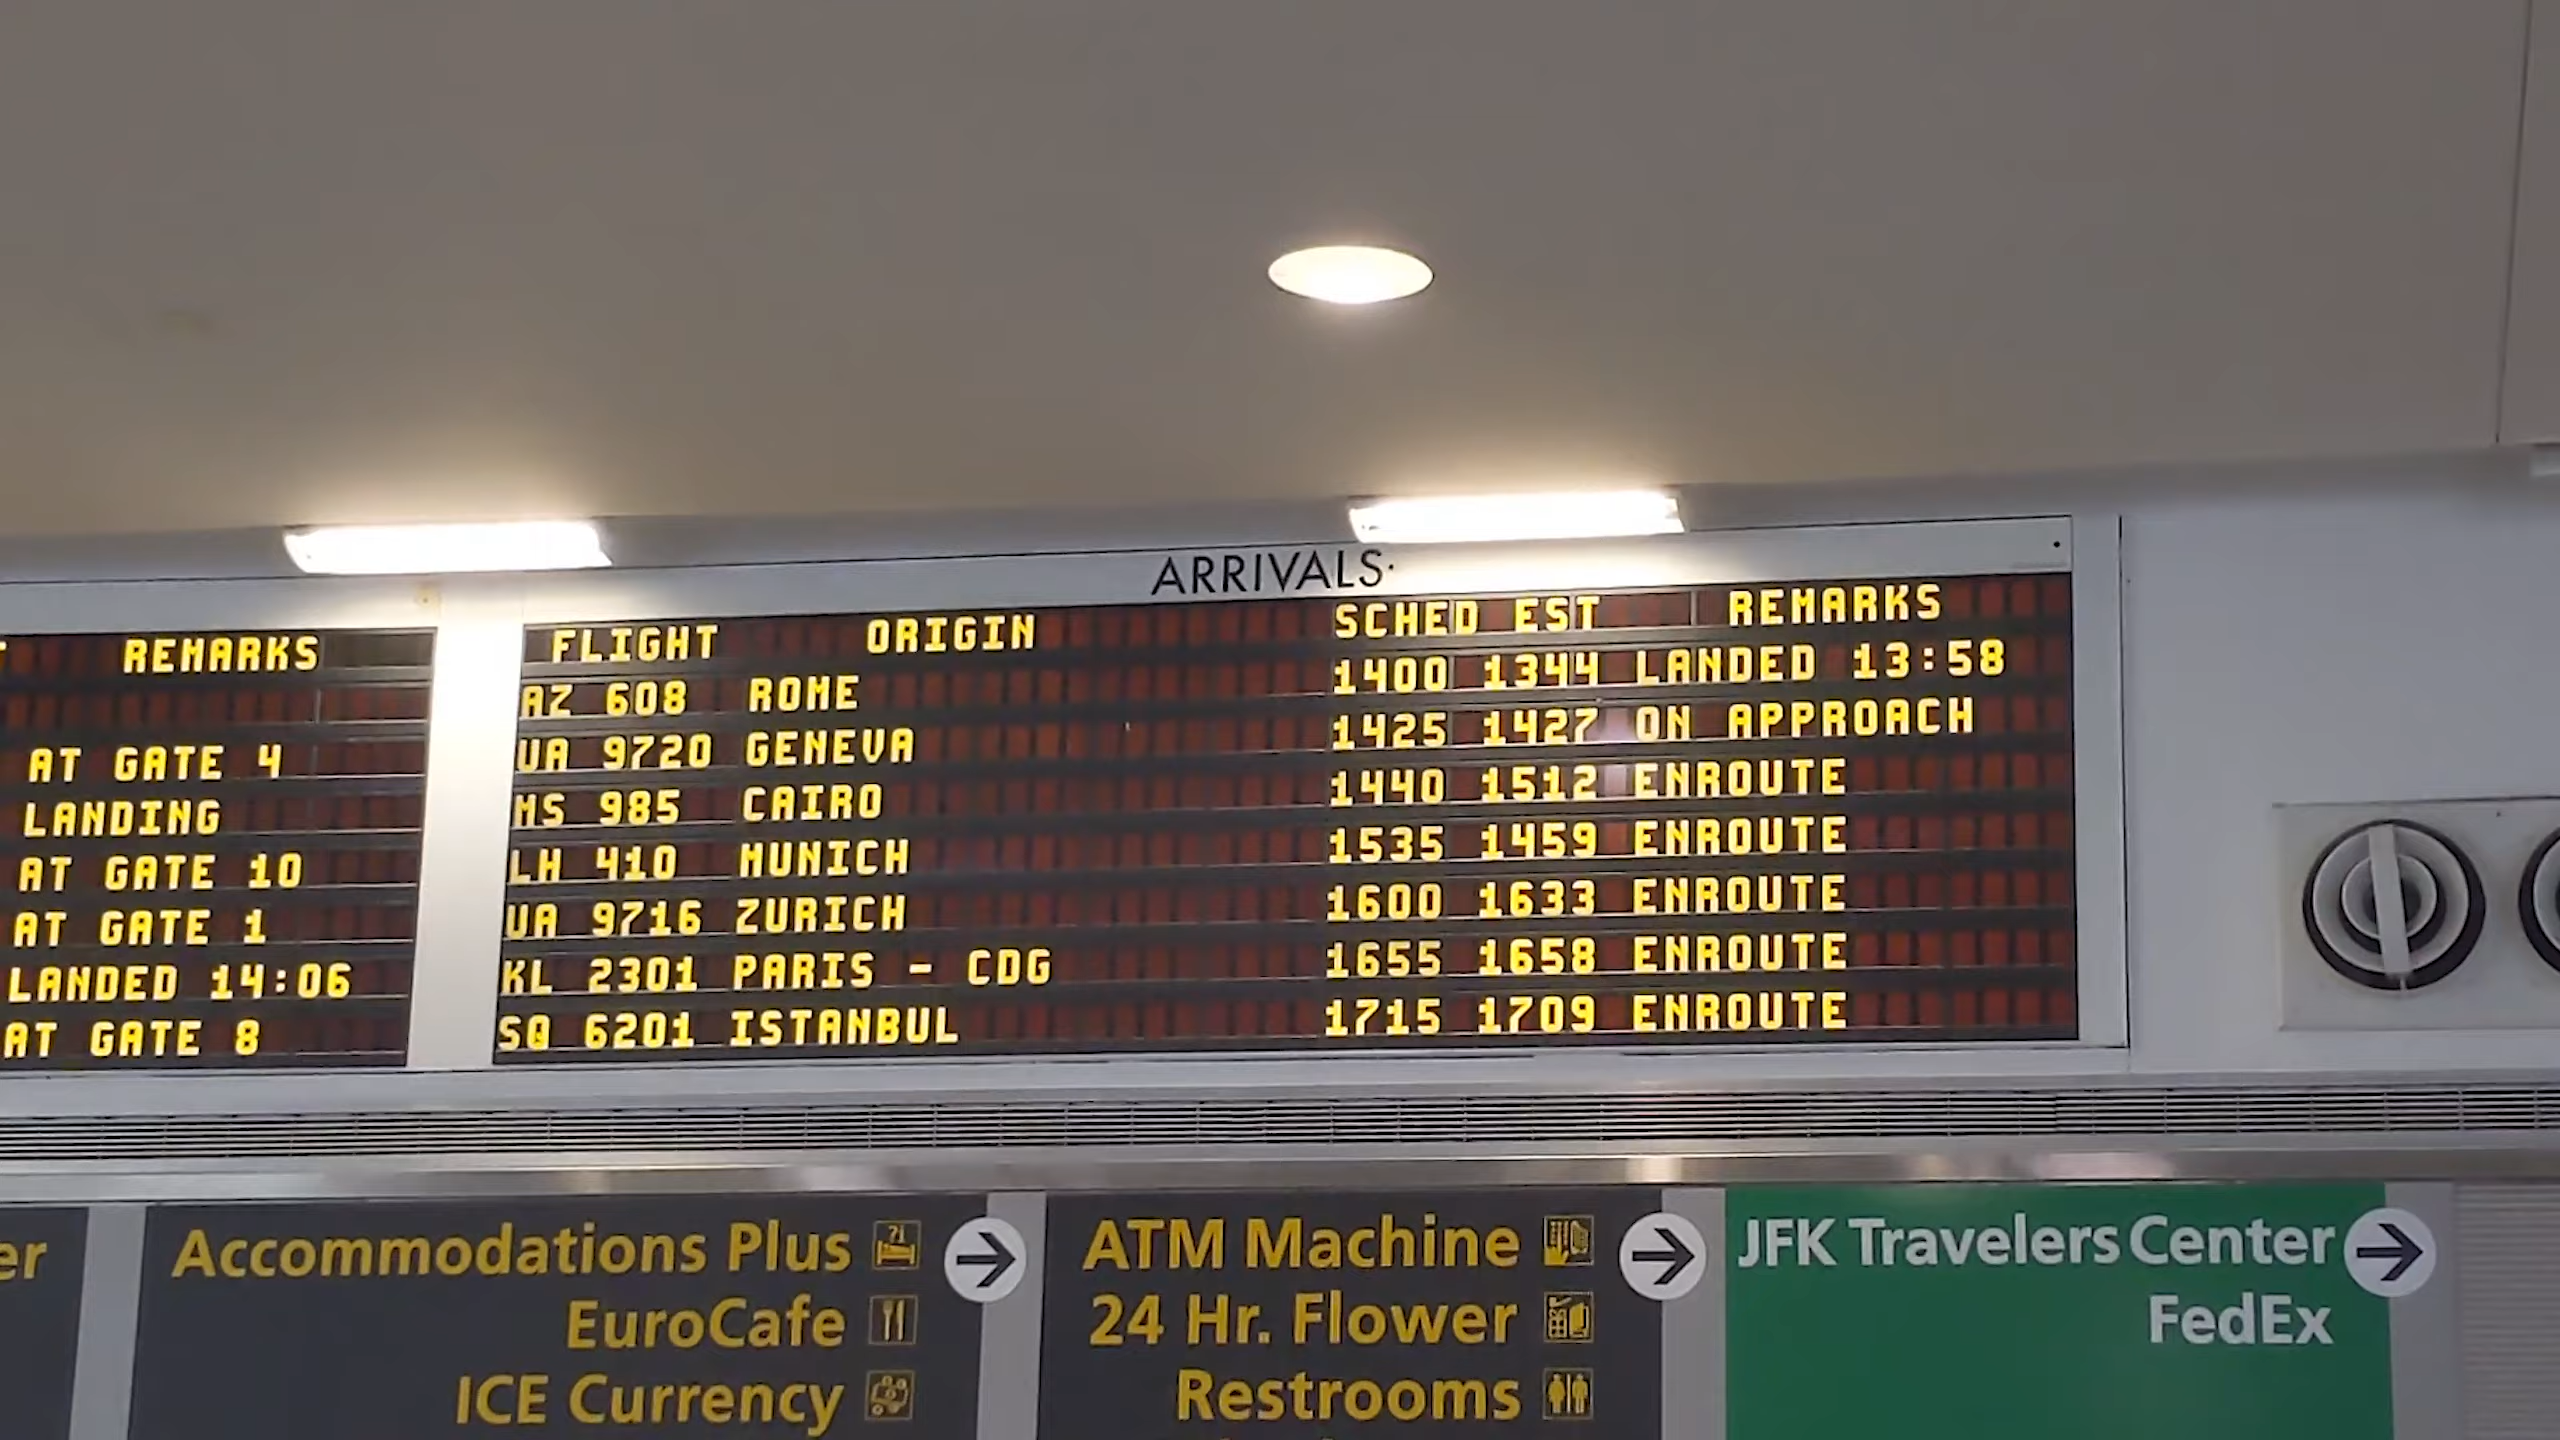 ARRIVALS
REMARKS
AT GATE 4
LANDING
AT GATE 10
AT GATE 1
LANDED 14:06
AT GATE 8
FLIGHT ORIGIN SCHED EST REMARKS
AZ 608 ROME 1400 1344 LANDED 13:58
UA 9720 GENEVA 1425 1427 ON APPROACH
MS 985 CAIRO 1440 1512 ENROUTE
LH 410 MUNICH 1535 1459 ENROUTE
UA 9716 ZURICH 1600 1633 ENROUTE
KL 2301 PARIS - CDG 1655 1658 ENROUTE
SQ 6201 ISTANBUL 1715 1709 ENROUTE
er
Accommodations Plus
EuroCafe
ICE Currency
ATM Machine
24 Hr. Flower
Restrooms
JFK Travelers Center
FedEx